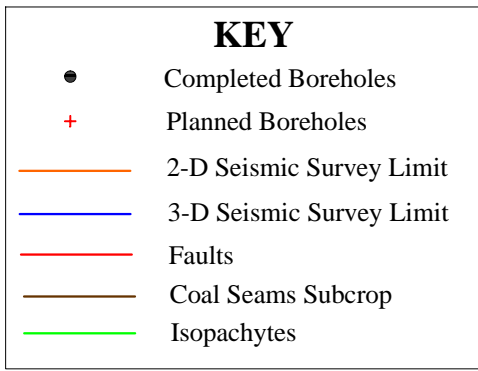 KEY
Completed Boreholes
Planned Boreholes
2-D Seismic Survey Limit
3-D Seismic Survey Limit
Faults
Coal Seams Subcrop
Isopachytes